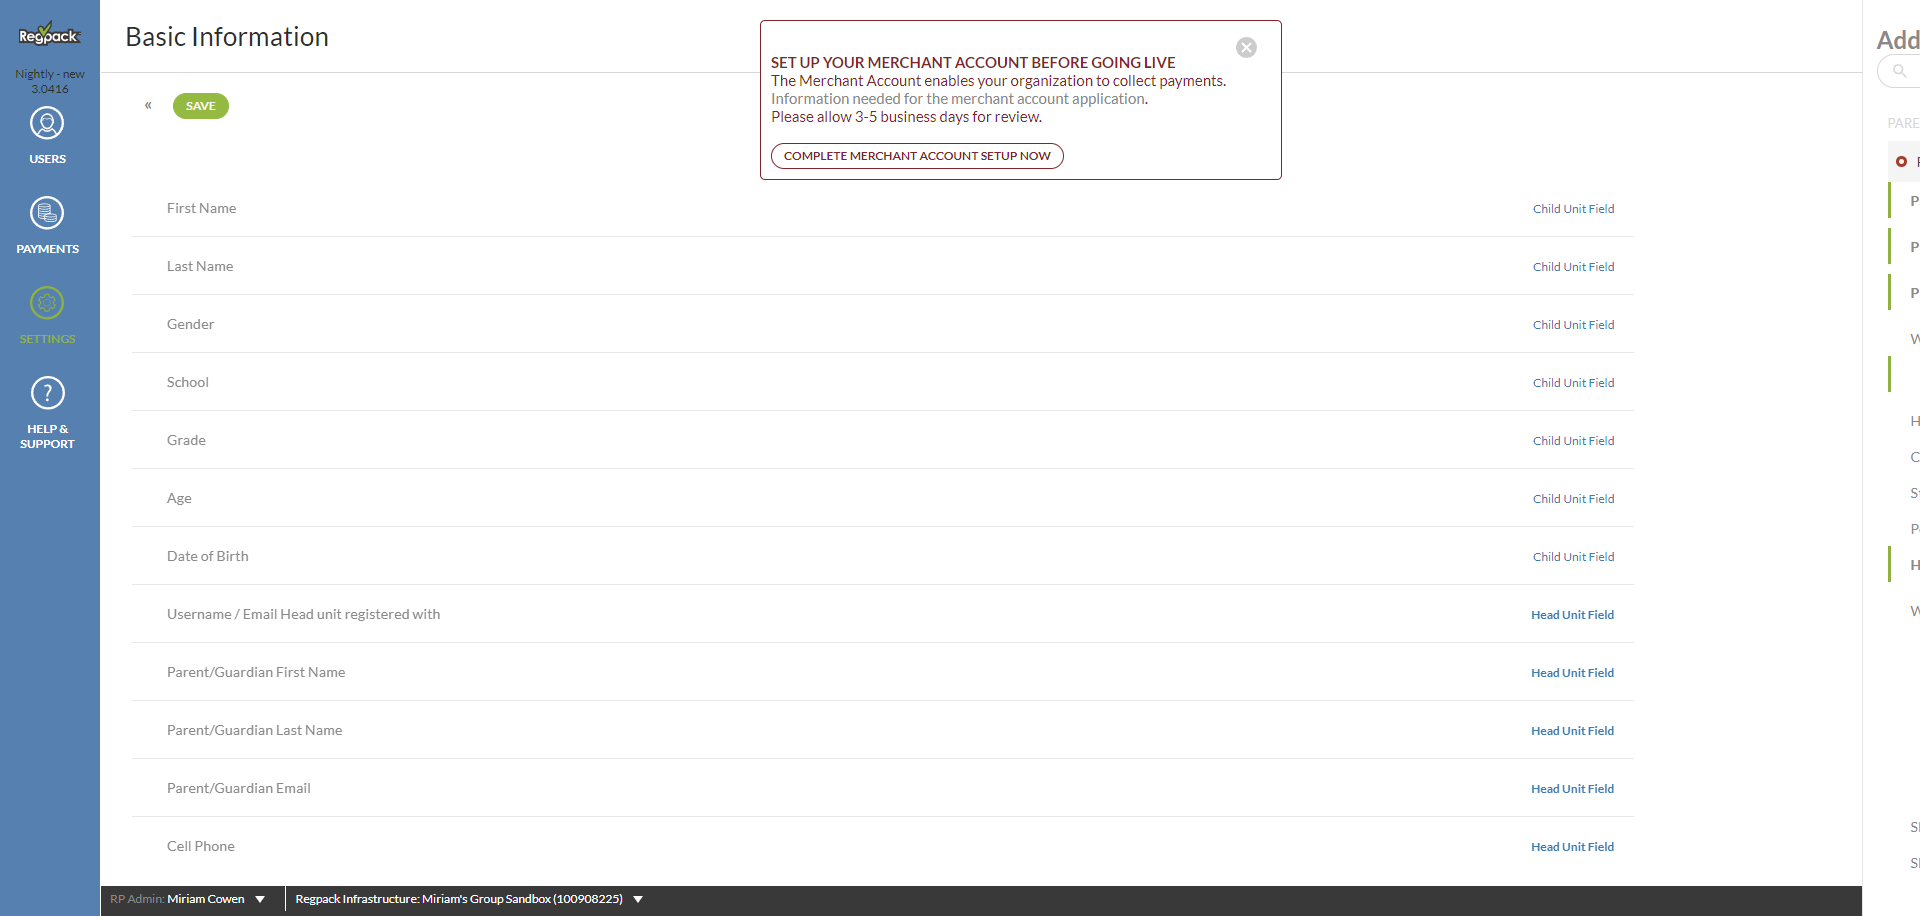 Regpack
Nightly - new
3.0416
USERS
PAYMENTS
SETTINGS
?
HELP &
SUPPORT
Basic Information
«
SAVE
SET UP YOUR MERCHANT ACCOUNT BEFORE GOING LIVE
The Merchant Account enables your organization to collect payments.
Information needed for the merchant account application.
Please allow 3-5 business days for review.
COMPLETE MERCHANT ACCOUNT SETUP NOW
First Name Child Unit Field
Last Name Child Unit Field
Gender Child Unit Field
School Child Unit Field
Grade Child Unit Field
Age Child Unit Field
Date of Birth Child Unit Field
Username / Email Head unit registered with Head Unit Field
Parent/Guardian First Name Head Unit Field
Parent/Guardian Last Name Head Unit Field
Parent/Guardian Email Head Unit Field
Cell Phone Head Unit Field
RP Admin: Miriam Cowen
Regpack Infrastructure: Miriam's Group Sandbox (100908225)
Add
PARE